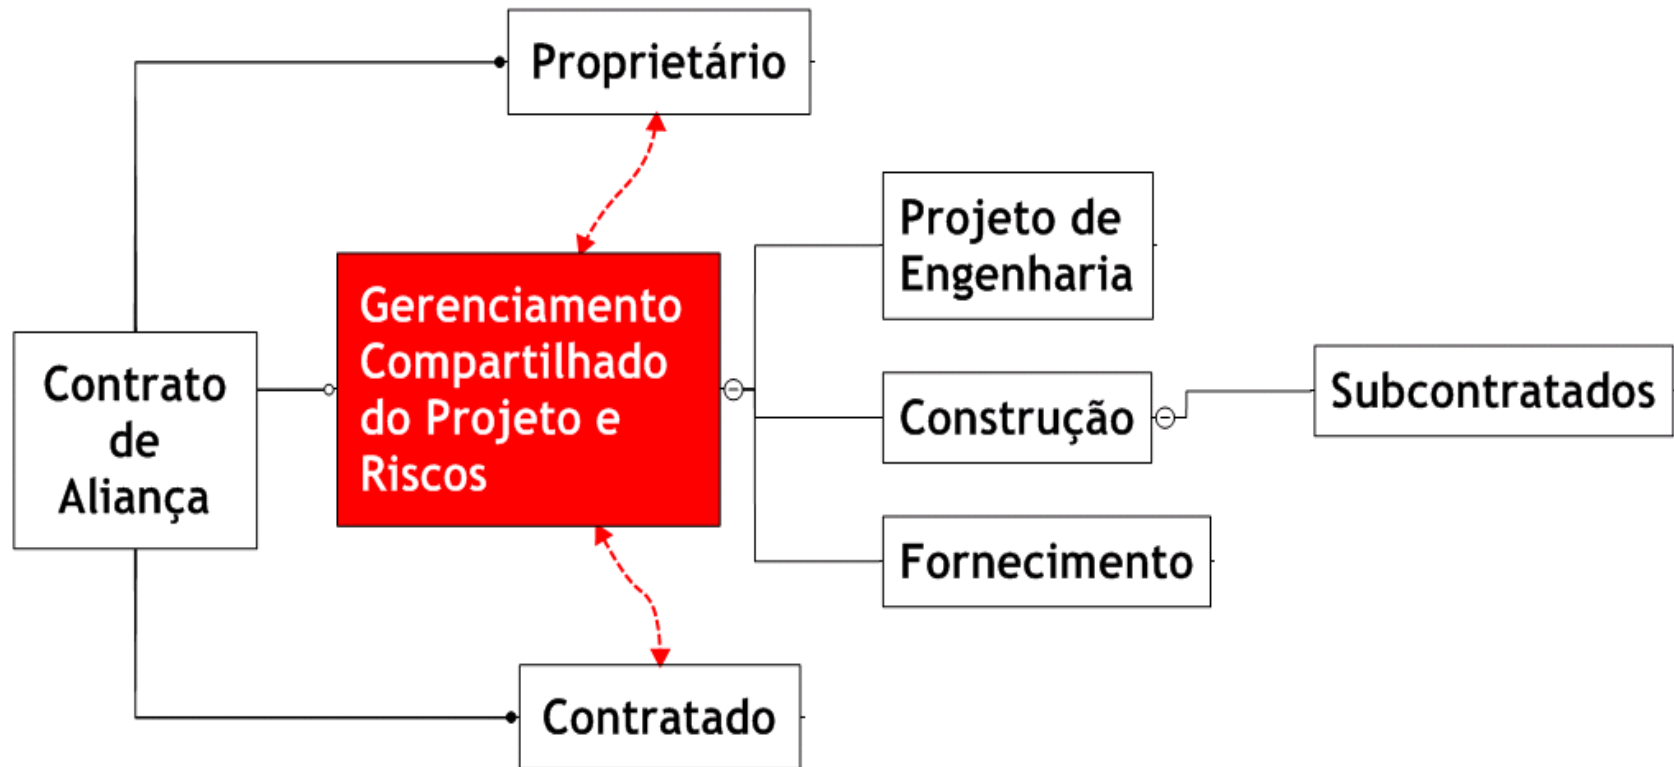 Proprietário
Projeto de
Engenharia
Gerenciamento
Compartilhado
do Projeto e
Riscos
Contrato
de
Aliança
Construção
Subcontratados
Fornecimento
Contratado